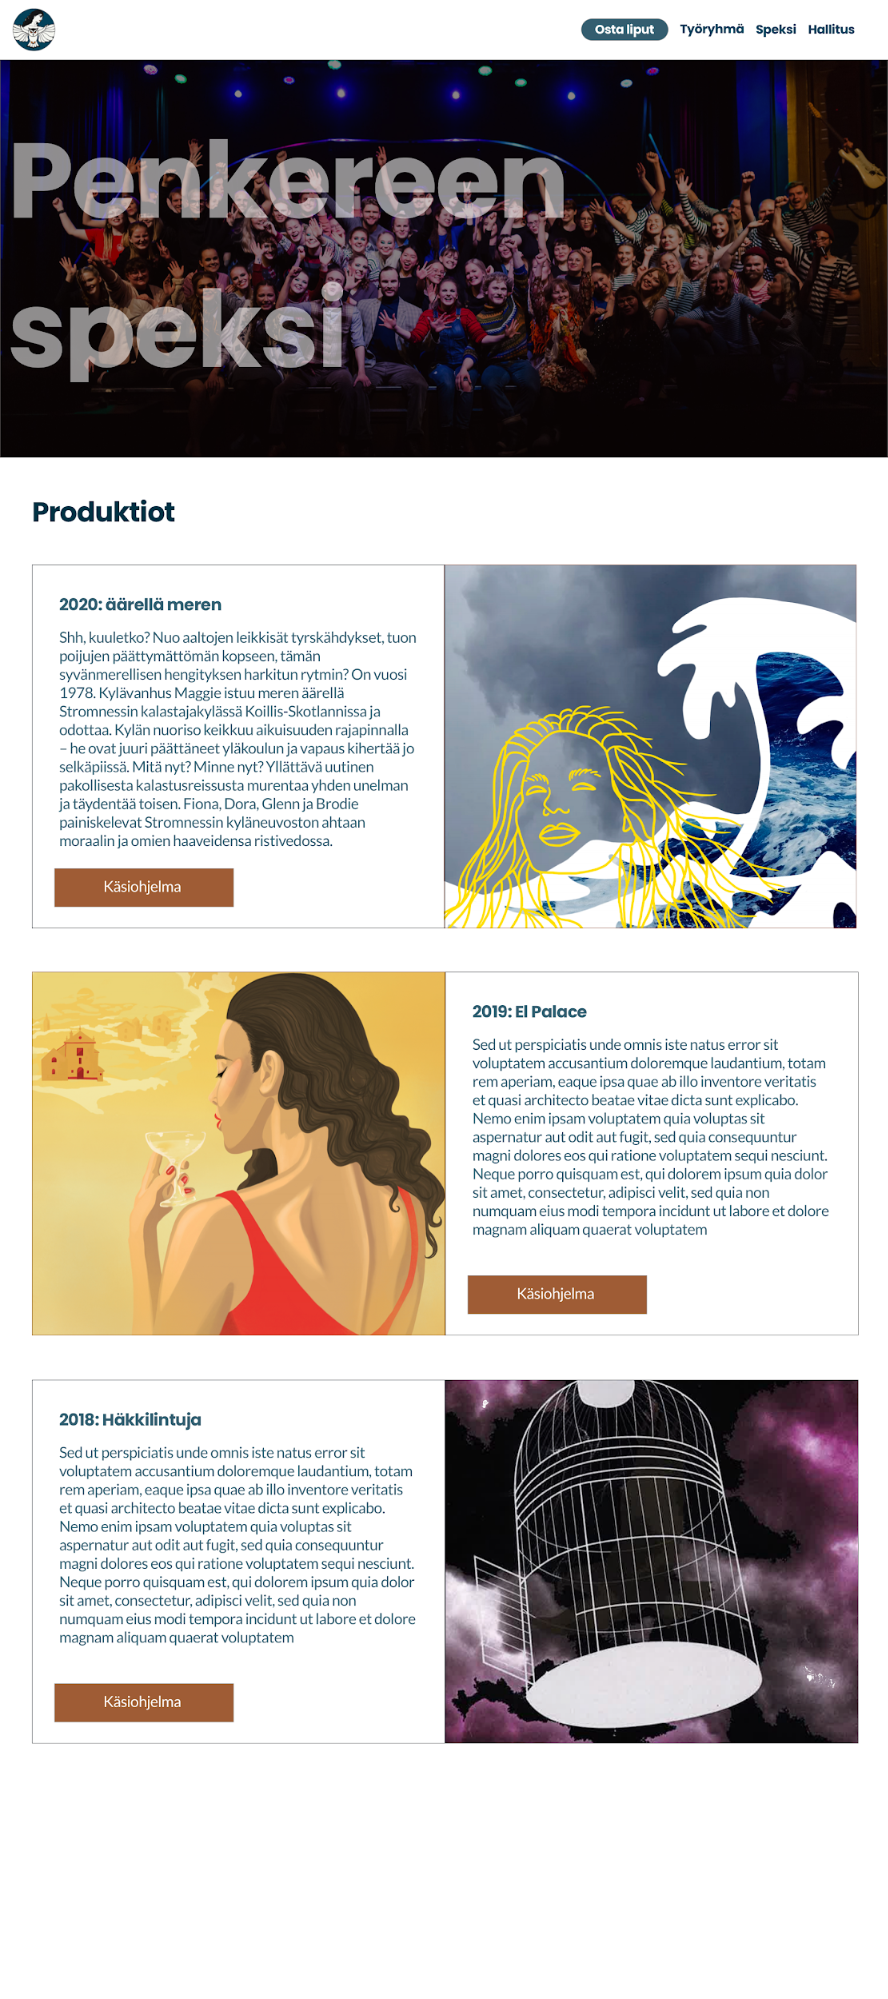 Osta liput Työryhmä Speksi Hallitus
Penkereen
speksi
Produktiot
2020: äärellä meren
Shh, kuuletko? Nuo aaltojen leikkisät tyrskähdykset, tuon
poijujen päättymättömän kopseen, tämän
syvänmerellisen hengityksen harkitun rytmin? On vuosi
1978. Kylävanhus Maggie istuu meren äärellä
Stromnessin kalastajakylässä Koillis-Skotlannissa ja
odottaa. Kylän nuoriso keikkuu aikuisuuden rajapinnalla
– he ovat juuri päättäneet yläkoulun ja vapaus kihertää jo
selkäpiissä. Mitä nyt? Minne nyt? Yllättävä uutinen
pakollisesta kalastusreissusta murentaa yhden unelman
ja täydentää toisen. Fiona, Dora, Glenn ja Brodie
painiskelevat Stromnessin kyläneuvoston ahtaan
moraalin ja omien haaveidensa ristivedossa.
Käsiohjelma
2019: El Palace
Sed ut perspiciatis unde omnis iste natus error sit
voluptatem accusantium doloremque laudantium, totam
rem aperiam, eaque ipsa quae ab illo inventore veritatis
et quasi architecto beatae vitae dicta sunt explicabo.
Nemo enim ipsam voluptatem quia voluptas sit
aspernatur aut odit aut fugit, sed quia consequuntur
magni dolores eos qui ratione voluptatem sequi nesciunt.
Neque porro quisquam est, qui dolorem ipsum quia dolor
sit amet, consectetur, adipisci velit, sed quia non
numquam eius modi tempora incidunt ut labore et dolore
magnam aliquam quaerat voluptatem
Käsiohjelma
2018: Häkkilintuja
Sed ut perspiciatis unde omnis iste natus error sit
voluptatem accusantium doloremque laudantium, totam
rem aperiam, eaque ipsa quae ab illo inventore veritatis
et quasi architecto beatae vitae dicta sunt explicabo.
Nemo enim ipsam voluptatem quia voluptas sit
aspernatur aut odit aut fugit, sed quia consequuntur
magni dolores eos qui ratione voluptatem sequi nesciunt.
Neque porro quisquam est, qui dolorem ipsum quia dolor
sit amet, consectetur, adipisci velit, sed quia non
numquam eius modi tempora incidunt ut labore et dolore
magnam aliquam quaerat voluptatem
Käsiohjelma